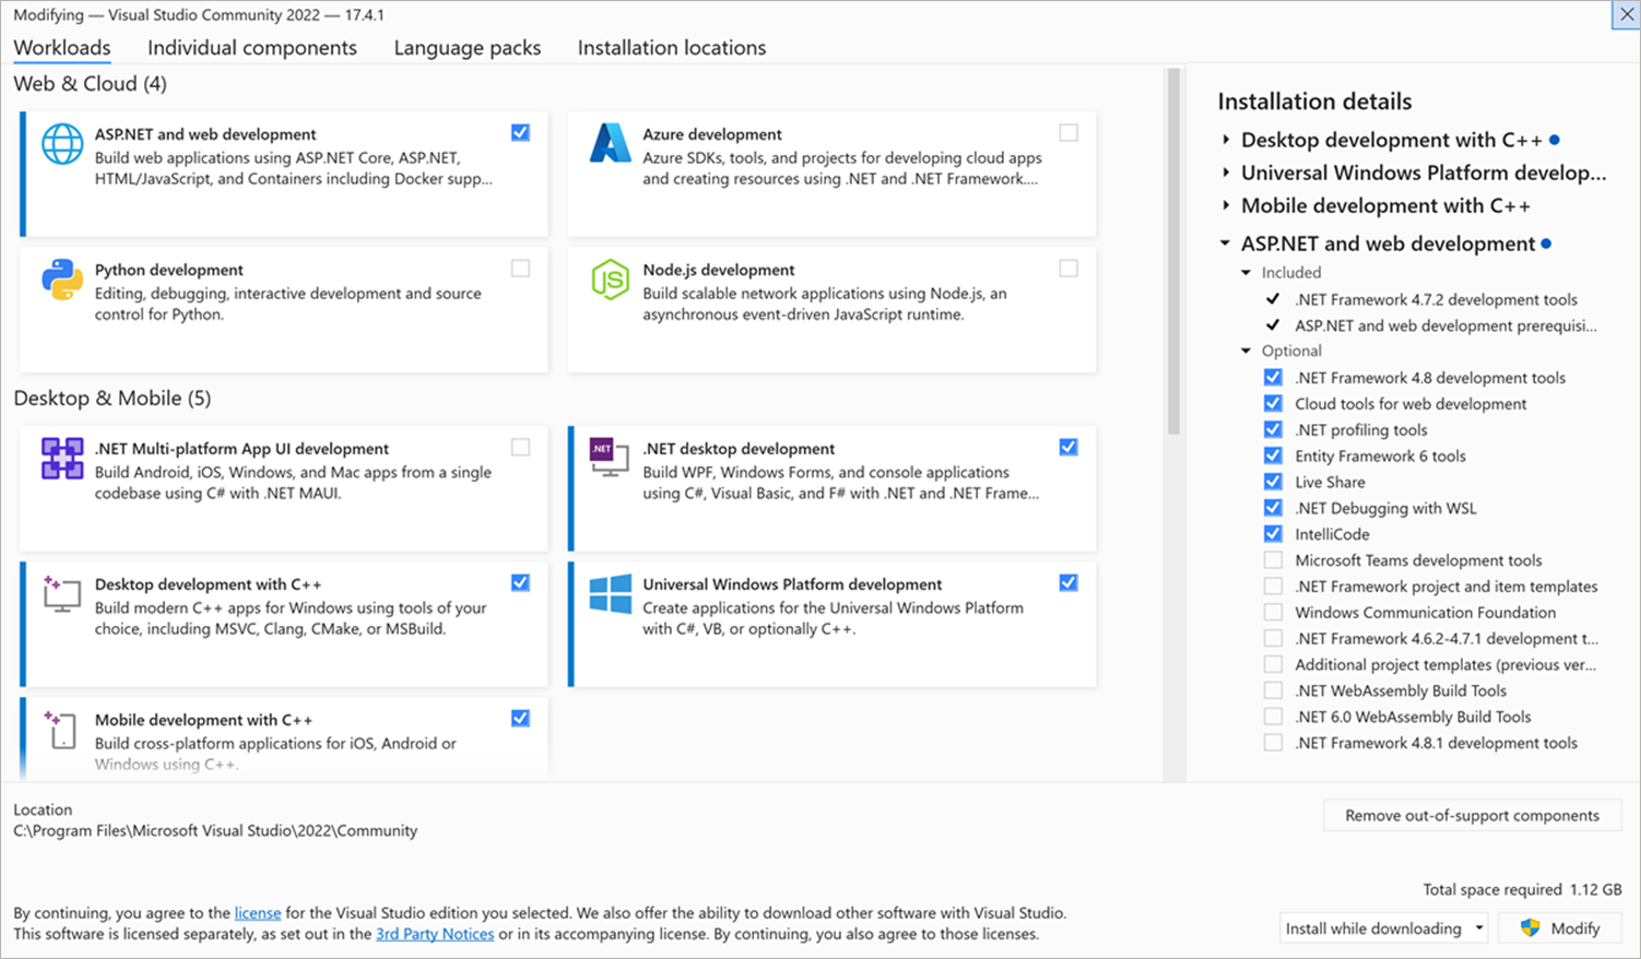 Modifying — Visual Studio Community 2022 — 17.4.1
Workloads Individual components Language packs Installation locations
Web & Cloud (4)
ASP.NET and web development
Build web applications using ASP.NET Core, ASP.NET,
HTML/JavaScript, and Containers including Docker supp...
Azure development
Azure SDKs, tools, and projects for developing cloud apps
and creating resources using .NET and .NET Framework....
Python development
Editing, debugging, interactive development and source
control for Python.
JS
Node.js development
Build scalable network applications using Node.js, an
asynchronous event-driven JavaScript runtime.
Desktop & Mobile (5)
.NET Multi-platform App UI development
Build Android, iOS, Windows, and Mac apps from a single
codebase using C# with .NET MAUI.
.NET
.NET desktop development
Build WPF, Windows Forms, and console applications
using C#, Visual Basic, and F# with .NET and .NET Frame...
Desktop development with C++
Build modern C++ apps for Windows using tools of your
choice, including MSVC, Clang, CMake, or MSBuild.
Universal Windows Platform development
Create applications for the Universal Windows Platform
with C#, VB, or optionally C++.
Mobile development with C++
Build cross-platform applications for iOS, Android or
Windows using C++.
Installation details
Desktop development with C++
Universal Windows Platform develop...
Mobile development with C++
ASP.NET and web development
Included
.NET Framework 4.7.2 development tools
ASP.NET and web development prerequisi...
Optional
.NET Framework 4.8 development tools
Cloud tools for web development
.NET profiling tools
Entity Framework 6 tools
Live Share
.NET Debugging with WSL
IntelliCode
Microsoft Teams development tools
.NET Framework project and item templates
Windows Communication Foundation
.NET Framework 4.6.2-4.7.1 development t...
Additional project templates (previous ver...
.NET WebAssembly Build Tools
.NET 6.0 WebAssembly Build Tools
.NET Framework 4.8.1 development tools
Location
C:\Program Files\Microsoft Visual Studio\2022\Community
Remove out-of-support components
Total space required 1.12 GB
By continuing, you agree to the license for the Visual Studio edition you selected. We also offer the ability to download other software with Visual Studio.
This software is licensed separately, as set out in the 3rd Party Notices or in its accompanying license. By continuing, you also agree to those licenses.
Install while downloading
Modify